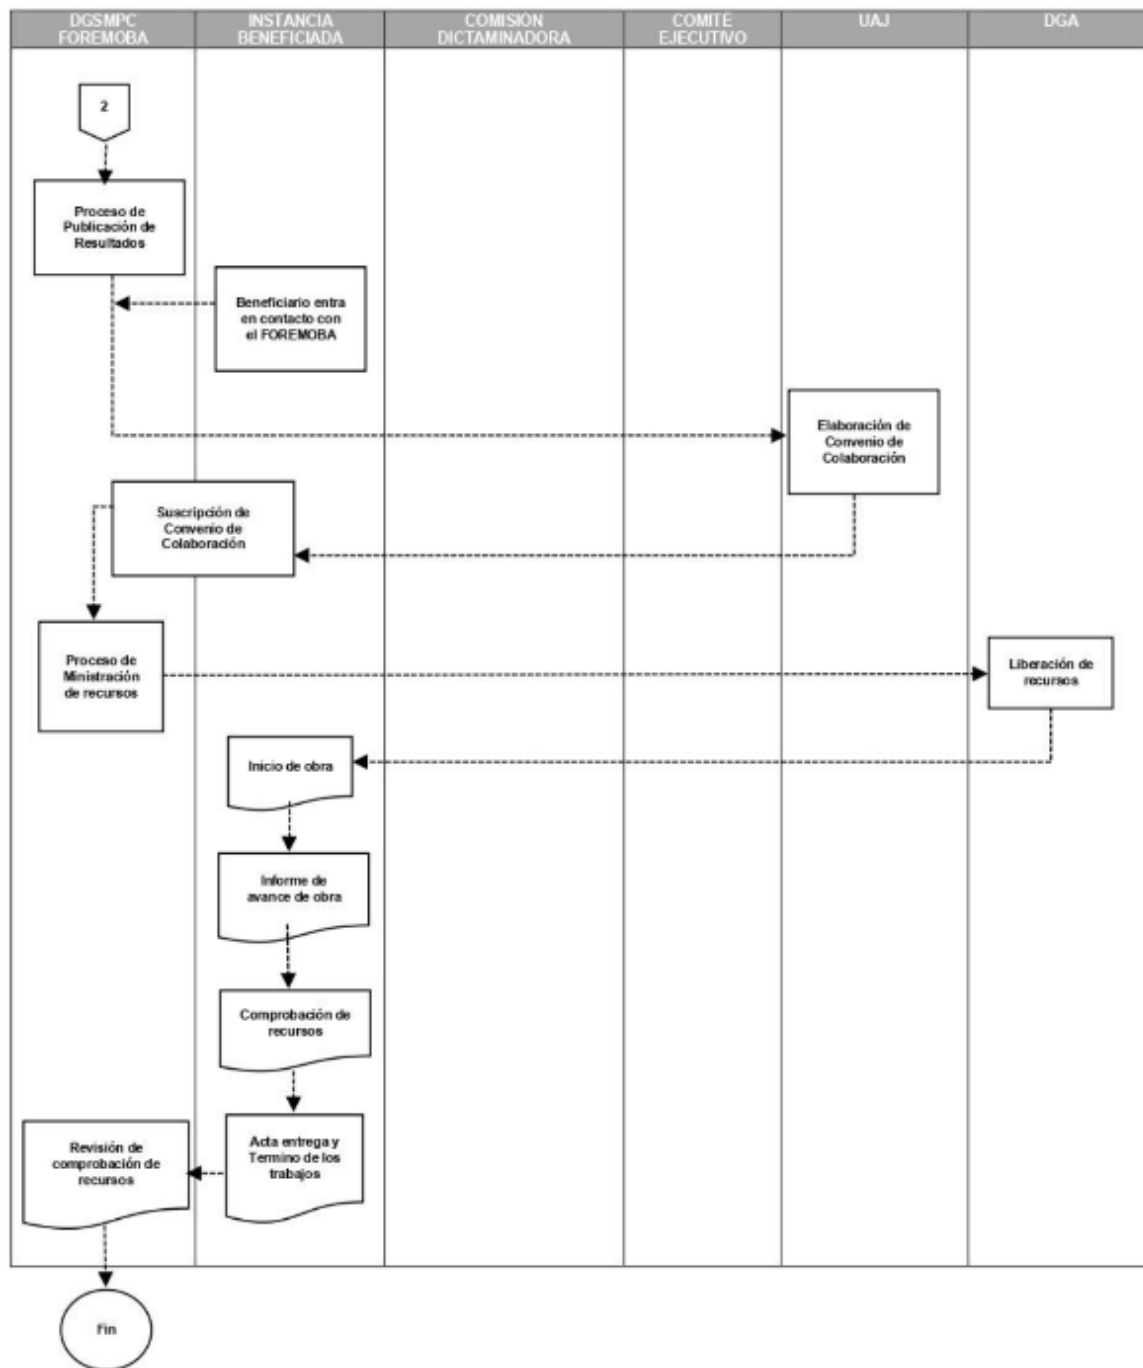 DGSMPC
FOREMOBA
INSTANCIA
BENEFICIADA
COMISIÓN
DICTAMINADORA
COMITÉ
EJECUTIVO
UAJ
DGA
2
Proceso de
Publicación de
Resultados
Beneficiario entra
en contacto con
el FOREMOBA
Elaboración de
Convenio de
Colaboración
Suscripción de
Convenio de
Colaboración
Proceso de
Ministración
de recursos
Liberación de
recursos
Inicio de obra
Informe de
avance de obra
Comprobación de
recursos
Acta entrega y
Termino de los
trabajos
Revisión de
comprobación de
recursos
Fin